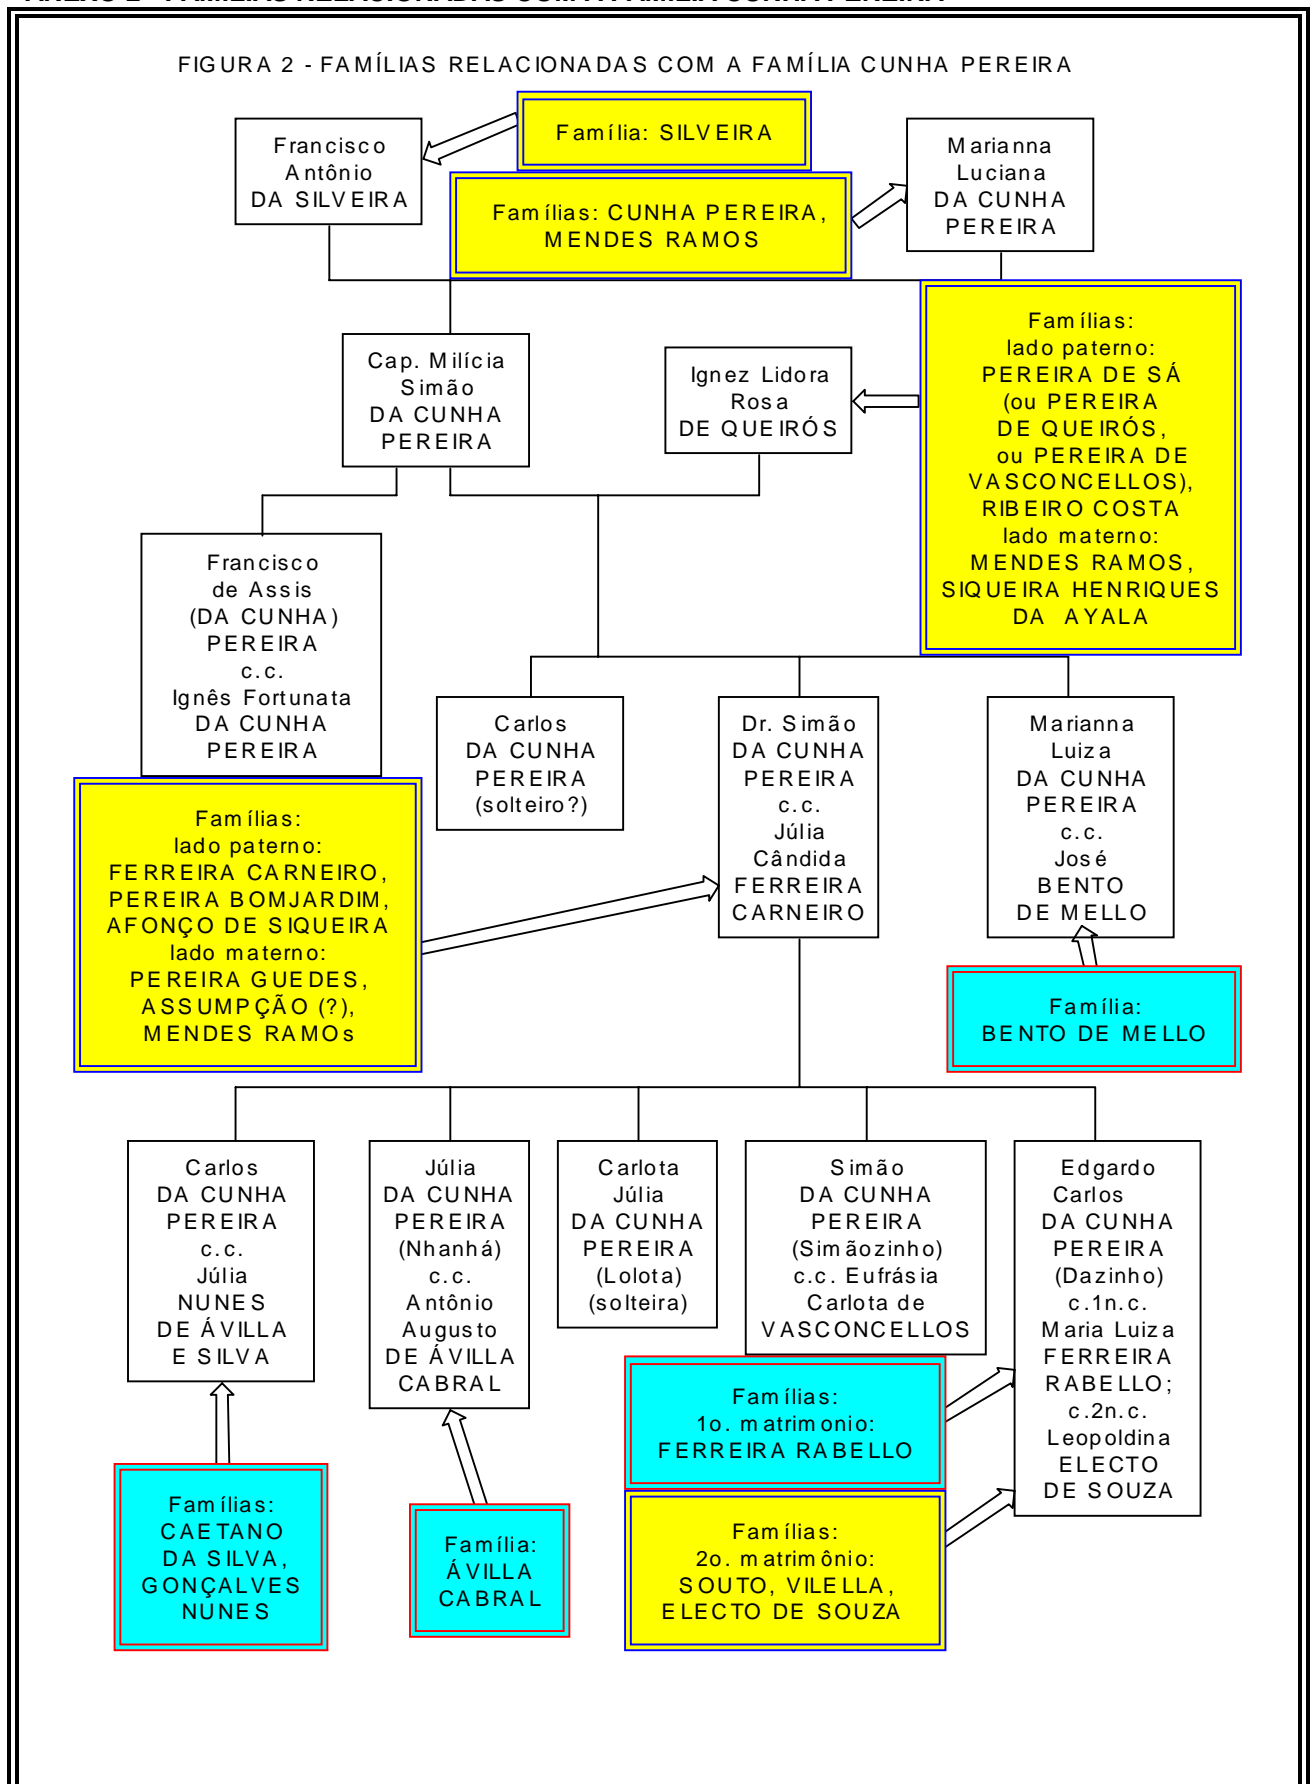 FIGURA 2 - FAMÍLIAS RELACIONADAS COM A FAMÍLIA CUNHA PEREIRA
Francisco
Antônio
DA SILVEIRA
Família: SILVEIRA
Famílias: CUNHA PEREIRA,
MENDES RAMOS
Marianna
Luciana
DA CUNHA
PEREIRA
Cap. Milícia
Simão
DA CUNHA
PEREIRA
Ignez Lidora
Rosa
DE QUEIRÓS
Famílias:
lado paterno:
PEREIRA DE SÁ
(ou PEREIRA
DE QUEIRÓS,
ou PEREIRA DE
VASCONCELLOS),
RIBEIRO COSTA
lado materno:
MENDES RAMOS,
SIQUEIRA HENRIQUES
DA AYALA
Francisco
de Assis
(DA CUNHA)
PEREIRA
c.c.
Ignês Fortunata
DA CUNHA
PEREIRA
Carlos
DA CUNHA
PEREIRA
(solteiro?)
Dr. Simão
DA CUNHA
PEREIRA
c.c.
Júlia
Cândida
FERREIRA
CARNEIRO
Marianna
Luiza
DA CUNHA
PEREIRA
c.c.
José
BENTO
DE MELLO
Famílias:
lado paterno:
FERREIRA CARNEIRO,
PEREIRA BOMJARDIM,
AFONÇO DE SIQUEIRA
lado materno:
PEREIRA GUEDES,
ASSUMPÇÃO (?),
MENDES RAMOs
Família:
BENTO DE MELLO
Carlos
DA CUNHA
PEREIRA
c.c.
Júlia
NUNES
DE ÁVILLA
E SILVA
Júlia
DA CUNHA
PEREIRA
(Nhanhá)
c.c.
Antônio
Augusto
DE ÁVILLA
CABRAL
Carlota
Júlia
DA CUNHA
PEREIRA
(Lolota)
(solteira)
Simão
DA CUNHA
PEREIRA
(Simãozinho)
c.c. Eufrásia
Carlota de
VASCONCELLOS
Edgardo
Carlos
DA CUNHA
PEREIRA
(Dazinho)
c.1n.c.
Maria Luiza
FERREIRA
RABELLO;
c.2n.c.
Leopoldina
ELECTO
DE SOUZA
Famílias:
CAETANO
DA SILVA,
GONÇALVES
NUNES
Família:
ÁVILLA
CABRAL
Famílias:
1o. matrimonio:
FERREIRA RABELLO
Famílias:
2o. matrimônio:
SOUTO, VILELLA,
ELECTO DE SOUZA